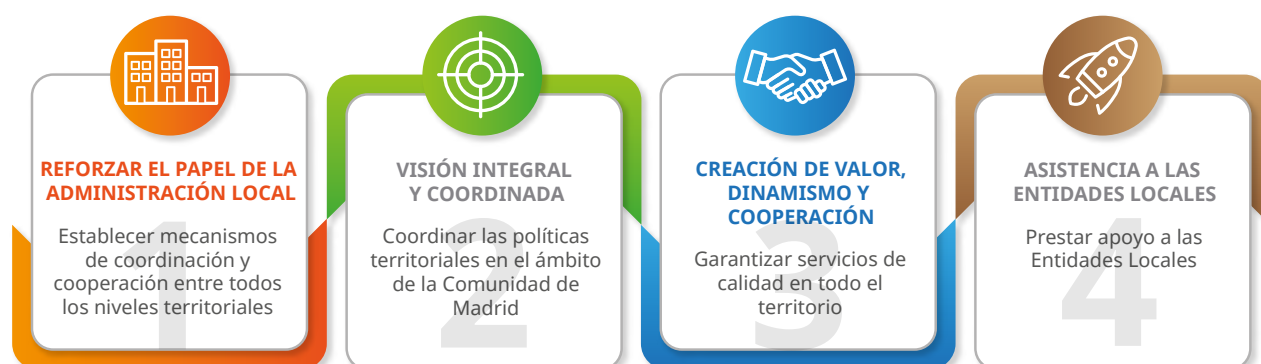 REFORZAR EL PAPEL DE LA
ADMINISTRACIÓN LOCAL
1
Establecer mecanismos
de coordinación y
cooperación entre todos
los niveles territoriales
VISIÓN INTEGRAL
Y COORDINADA
2
Coordinar las políticas
territoriales en el ámbito
de la Comunidad de
Madrid
CREACIÓN DE VALOR,
DINAMISMO Y
COOPERACIÓN
3
Garantizar servicios de
calidad en todo el
territorio
ASISTENCIA A LAS
ENTIDADES LOCALES
4
Prestar apoyo a las
Entidades Locales